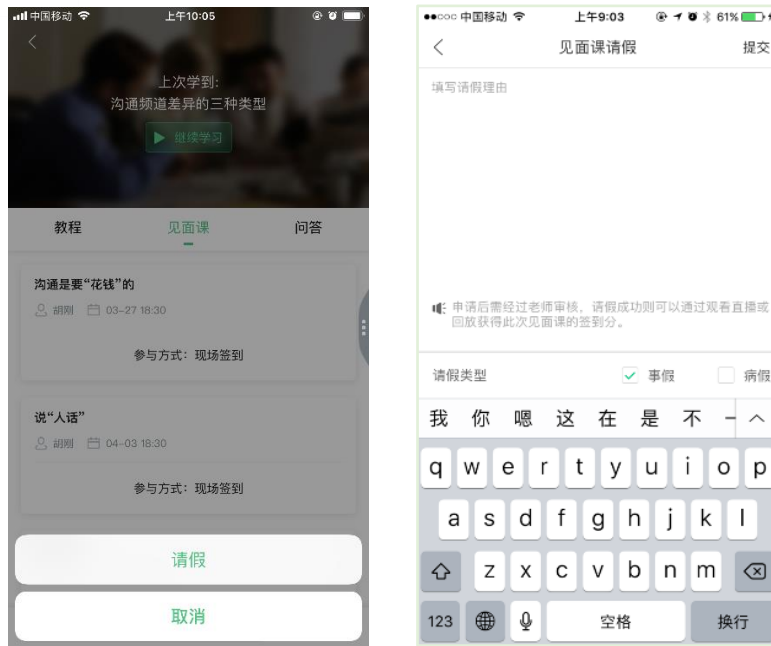 中国移动 上午10:05
上次学到:
沟通频道差异的三种类型
继续学习
教程 见面课 问答
沟通是要“花钱”的
胡刚 03-27 18:30
参与方式：现场签到
说“人话”
胡刚 04-03 18:30
参与方式：现场签到
请假
取消
中国移动 上午9:03 61%
见面课请假 提交
填写请假理由
申请后需经过老师审核，请假成功则可以通过观看直播或
回放获得此次见面课的签到分。
请假类型 事假 病假
我 你 嗯 这 在 是 不 一
q w e r t y u i o p
a s d f g h j k l
z x c v b n m
123 空格 换行